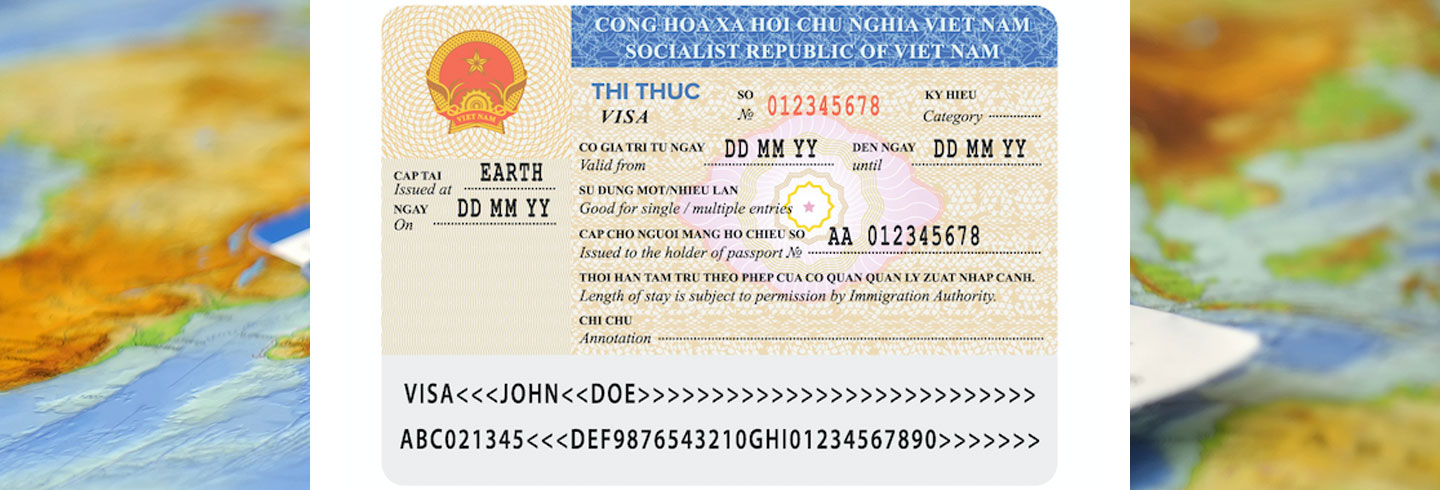 CONG HOA XA HOI CHU NGHIA VIET NAM
SOCIALIST REPUBLIC OF VIET NAM
VIET NAM
THI THUC
VISA
SO
№ 012345678
KY HIEU
Category
CO GIA TRI TU NGAY
Valid from DD MM YY
DEN NGAY
until DD MM YY
CAP TAI
Issued at EARTH
NGAY
On DD MM YY
SU DUNG MOT/NHIEU LAN
Good for single / multiple entries
CAP CHO NGUOI MANG HO CHIEU SO
Issued to the holder of passport № AA 012345678
THOI HAN TAM TRU THEO PHEP CUA CO QUAN QUAN LY ZUAT NHAP CANH.
Length of stay is subject to permission by Immigration Authority.
CHI CHU
Annotation
VISA<<<JOHN<<DOE>>>>>>>>>>>>>>>>>>>>>>>>>>>
ABC021345<<<DEF9876543210GHI01234567890>>>>>>>